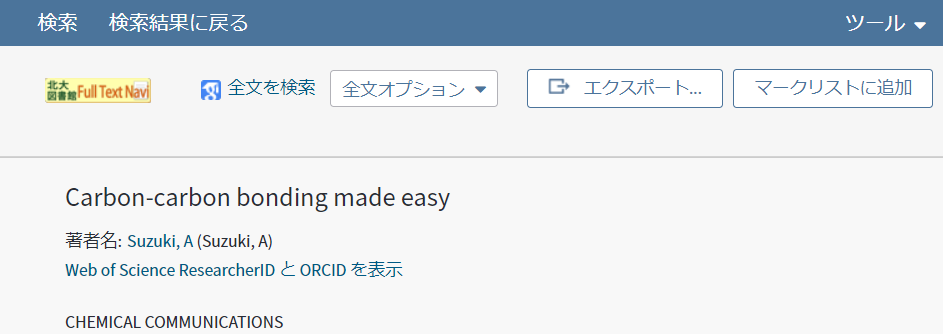 検索 検索結果に戻る ツール
北大図書館 Full Text Navi 全文を検索 全文オプション エクスポート... マークリストに追加
Carbon-carbon bonding made easy
著者名: Suzuki, A (Suzuki, A)
Web of Science ResearcherID と ORCID を表示
CHEMICAL COMMUNICATIONS